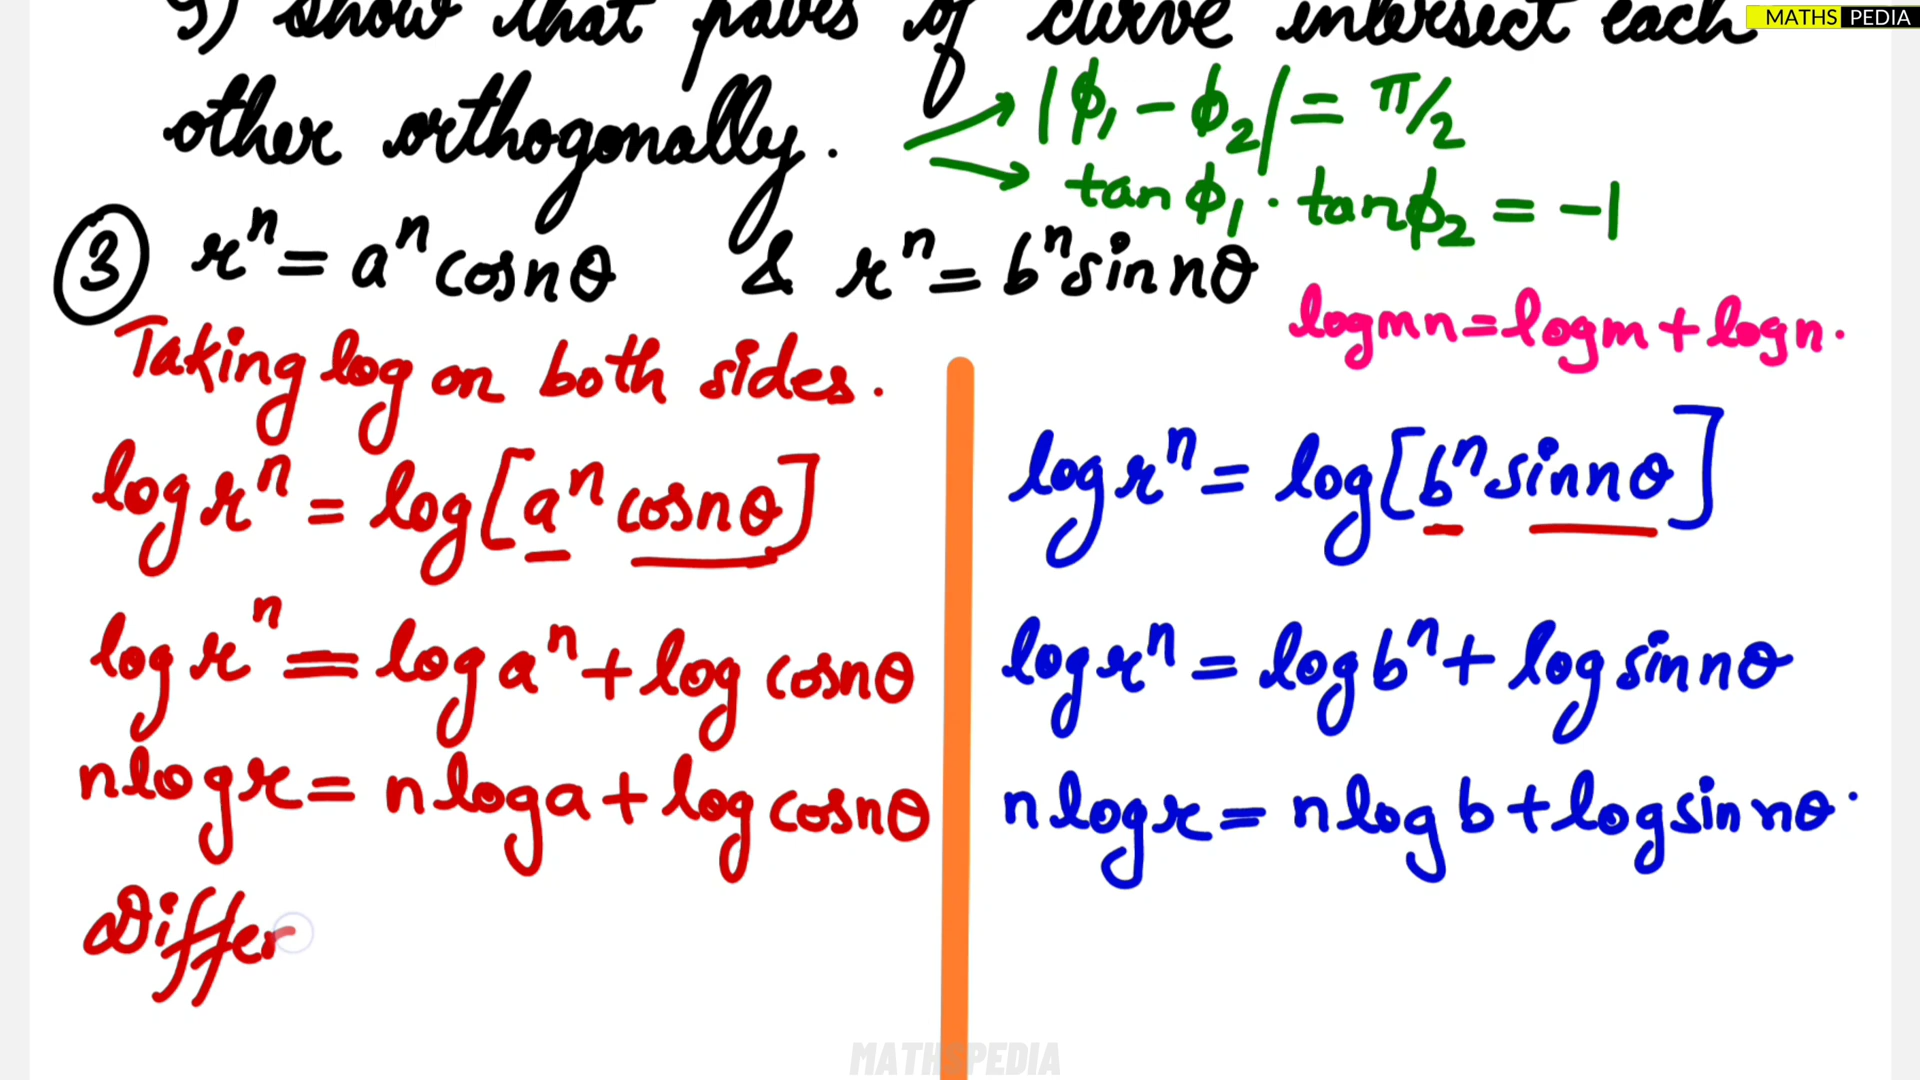 9) Show that pairs of curve intersect each
MATHS PEDIA
other orthogonally.
|ϕ₁ - ϕ₂| = π/2
tan ϕ₁ · tan ϕ₂ = -1
③ rⁿ = aⁿ cos nθ & rⁿ = bⁿ sin nθ
log mn = log m + log n.
Taking log on both sides.
log rⁿ = log [aⁿ cos nθ]
log rⁿ = log aⁿ + log cos nθ
n log r = n log a + log cos nθ
Differ
log rⁿ = log [bⁿ sin nθ]
log rⁿ = log bⁿ + log sin nθ
n log r = n log b + log sin nθ.
MATHSPEDIA